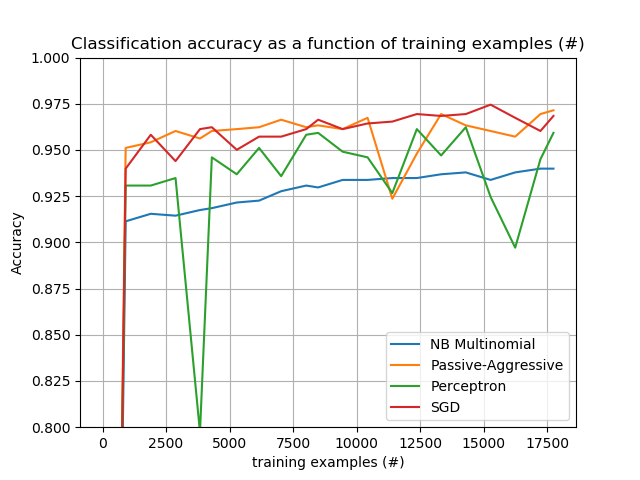 Classification accuracy as a function of training examples (#)
1.000
0.975
0.950
0.925
0.900
0.875
0.850
0.825
0.800
Accuracy
NB Multinomial
Passive-Aggressive
Perceptron
SGD
0 2500 5000 7500 10000 12500 15000 17500
training examples (#)